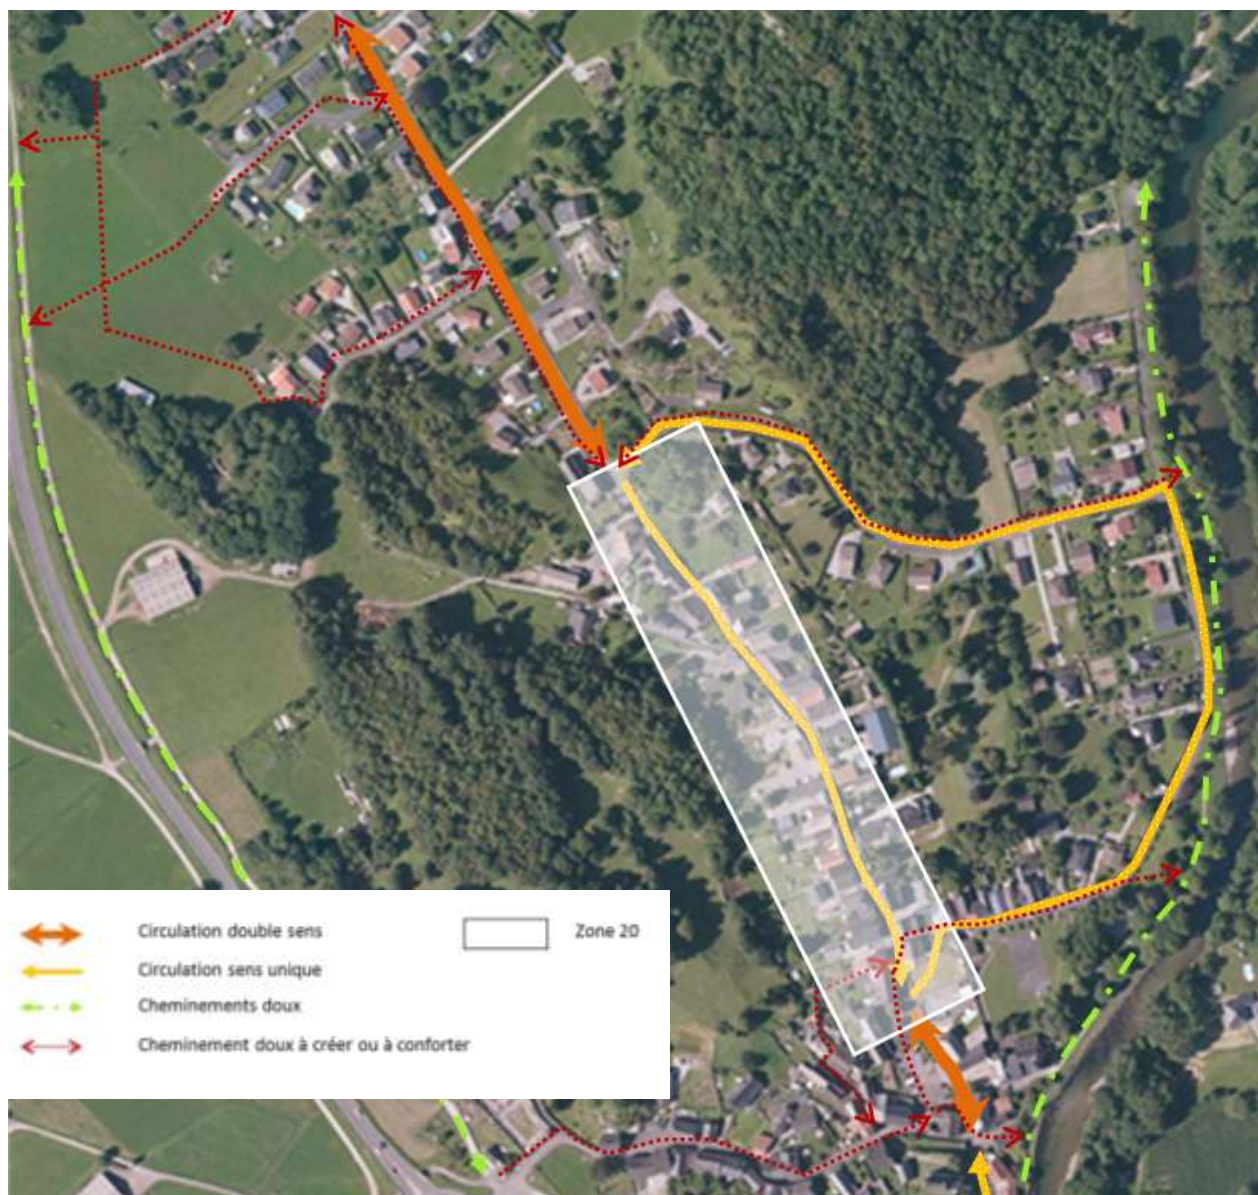 Circulation double sens
Zone 20
Circulation sens unique
Cheminements doux
Cheminement doux à créer ou à conforter